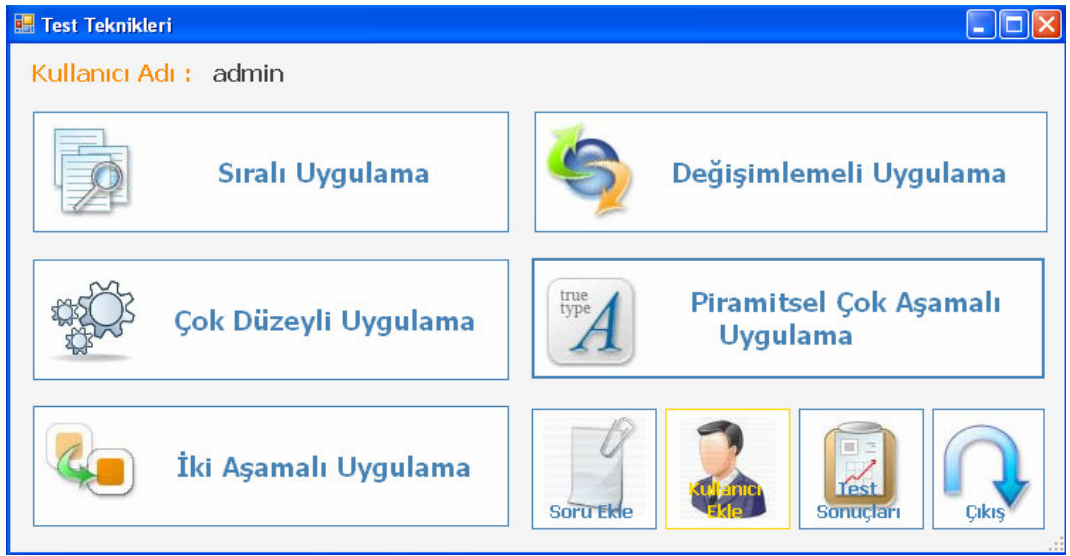 Test Teknikleri
Kullanıcı Adı : admin
Sıralı Uygulama
Değişimlemeli Uygulama
Çok Düzeyli Uygulama
true
type
A
Piramitsel Çok Aşamalı
Uygulama
İki Aşamalı Uygulama
Soru Ekle
Kullanıcı
Ekle
Test
Sonuçları
Çıkış